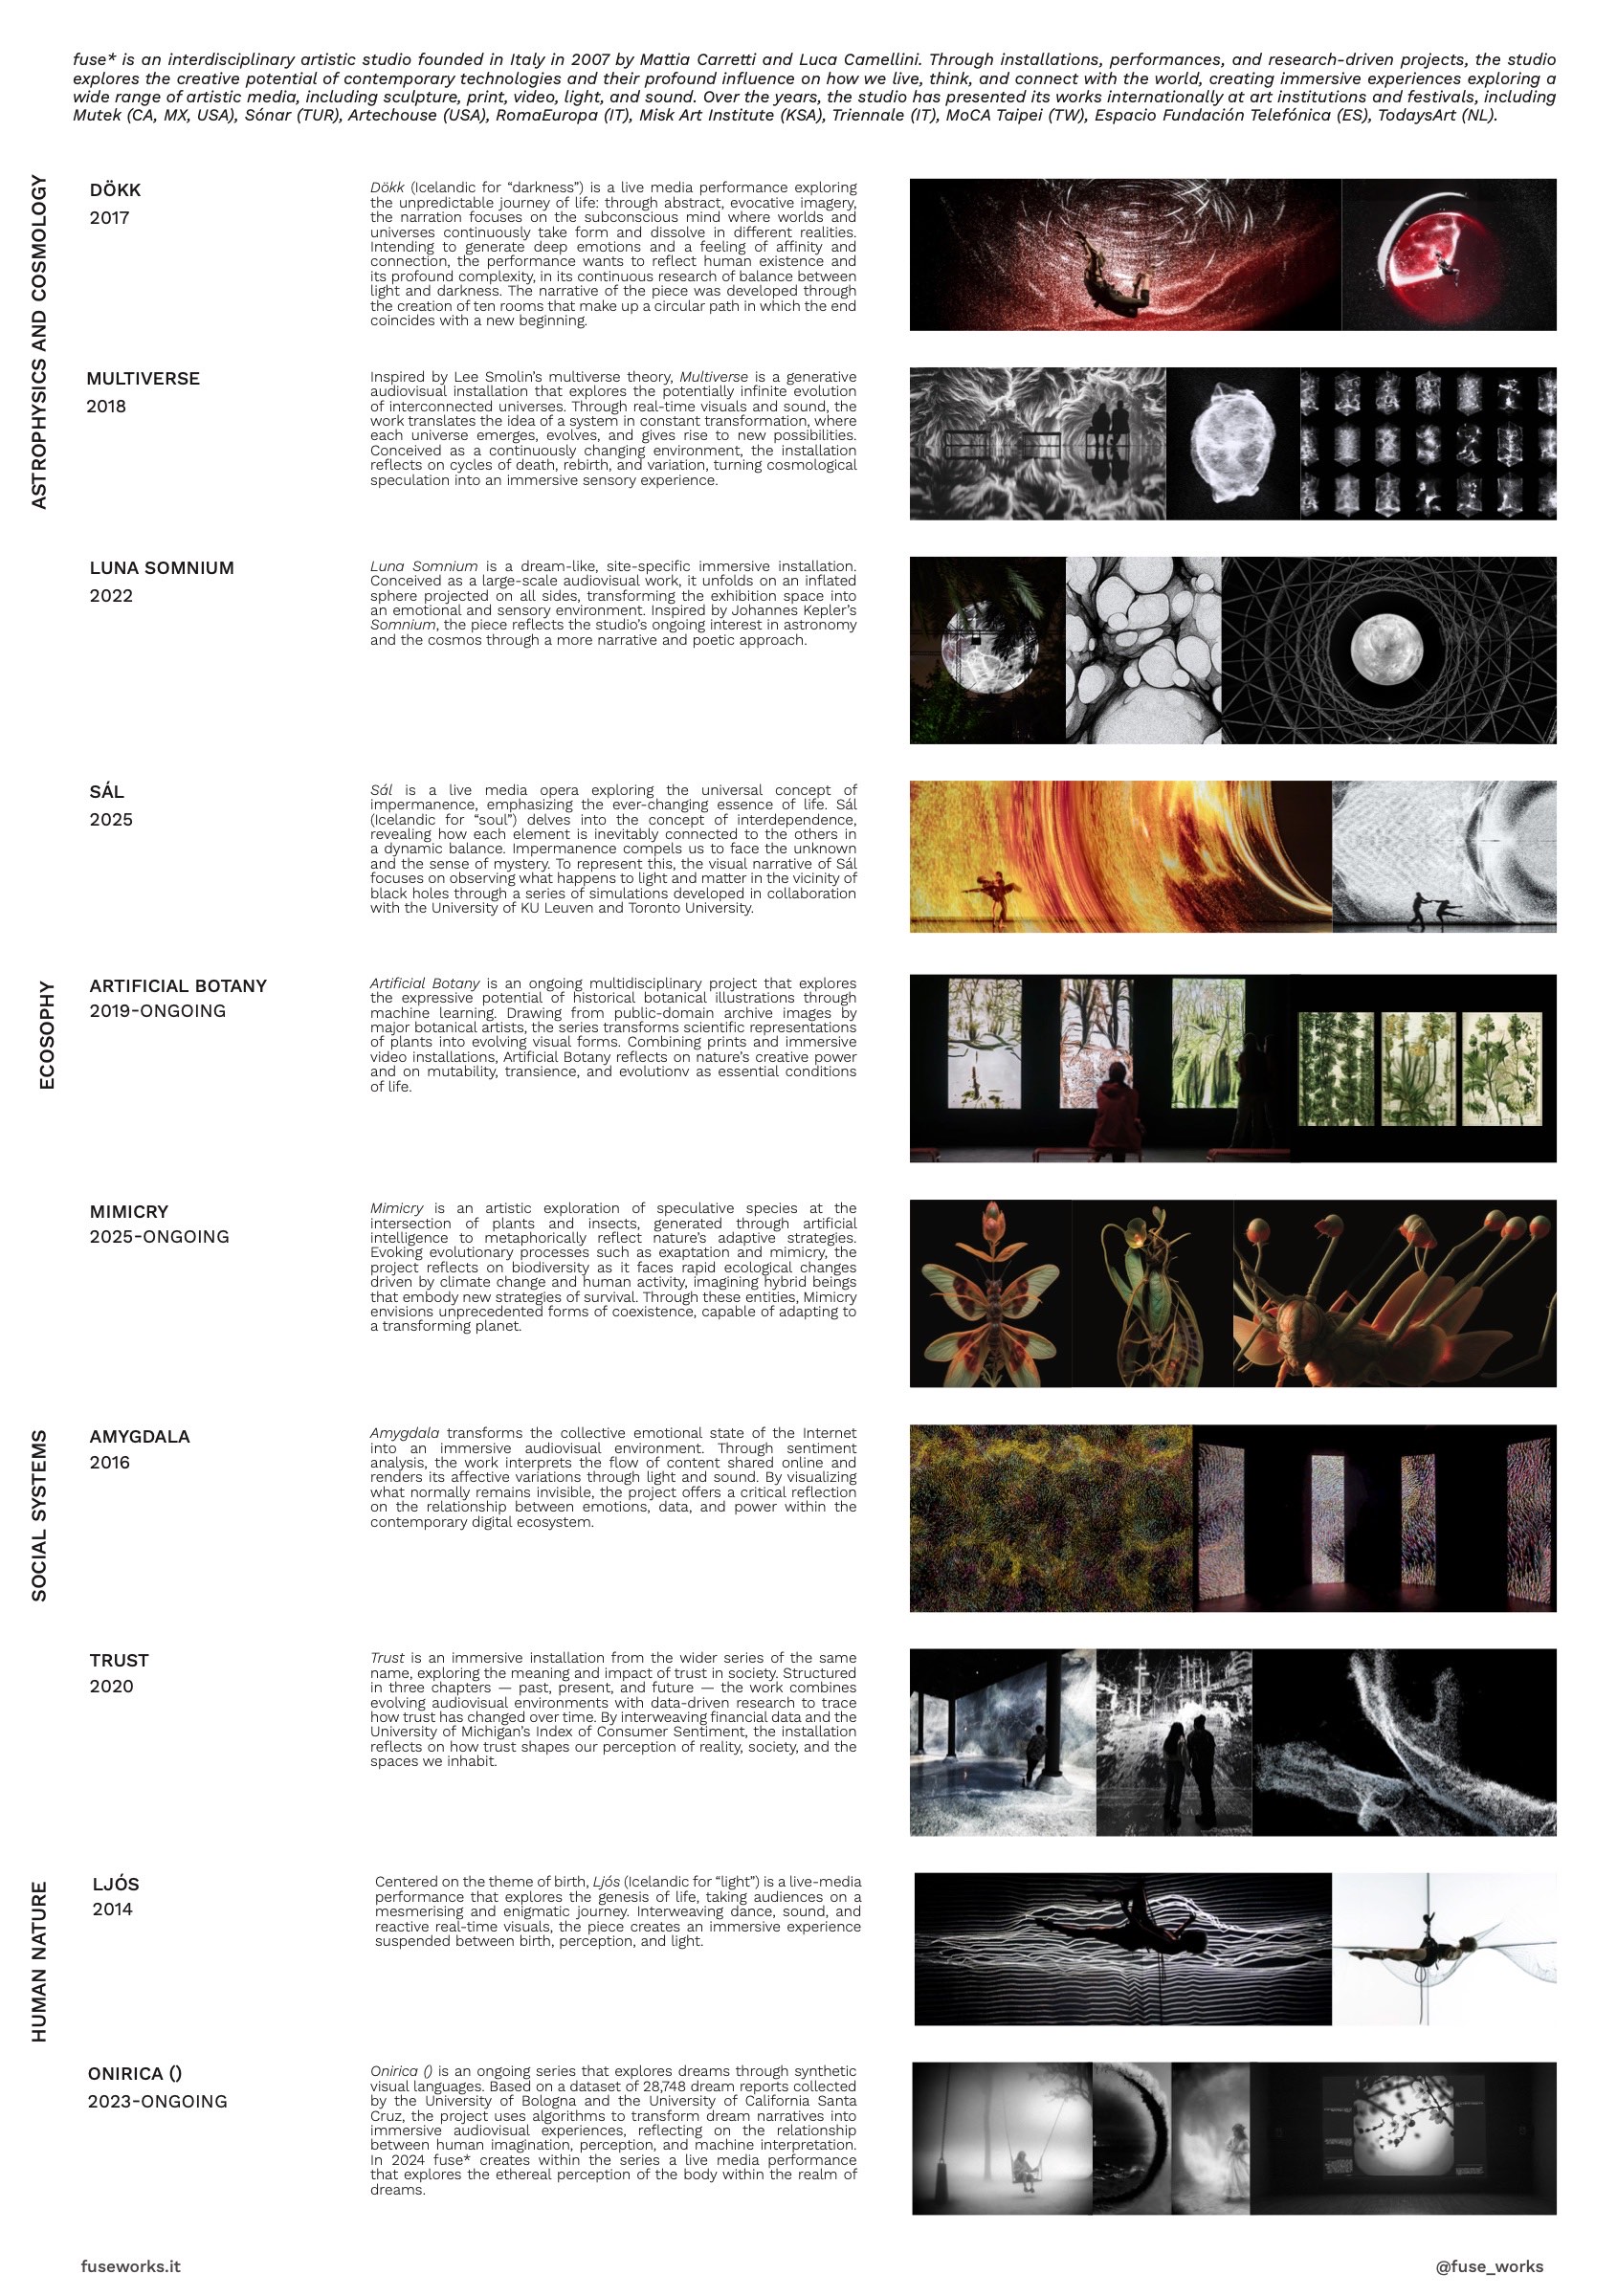 fuse* is an interdisciplinary artistic studio founded in Italy in 2007 by Mattia Carretti and Luca Camellini. Through installations, performances, and research-driven projects, the studio
explores the creative potential of contemporary technologies and their profound influence on how we live, think, and connect with the world, creating immersive experiences exploring a
wide range of artistic media, including sculpture, print, video, light, and sound. Over the years, the studio has presented its works internationally at art institutions and festivals, including
Mutek (CA, MX, USA), Sónar (TUR), Artechouse (USA), RomaEuropa (IT), Misk Art Institute (KSA), Triennale (IT), MoCA Taipei (TW), Espacio Fundación Telefónica (ES), TodaysArt (NL).
ASTROPHYSICS AND COSMOLOGY
DÖKK
2017
Dökk (Icelandic for “darkness”) is a live media performance exploring
the unpredictable journey of life: through abstract, evocative imagery,
the narration focuses on the subconscious mind where worlds and
universes continuously take form and dissolve in different realities.
Intending to generate deep emotions and a feeling of affinity and
connection, the performance wants to reflect human existence and
its profound complexity, in its continuous research of balance between
light and darkness. The narrative of the piece was developed through
the creation of ten rooms that make up a circular path in which the end
coincides with a new beginning.
MULTIVERSE
2018
Inspired by Lee Smolin’s multiverse theory, Multiverse is a generative
audiovisual installation that explores the potentially infinite evolution
of interconnected universes. Through real-time visuals and sound, the
work translates the idea of a system in constant transformation, where
each universe emerges, evolves, and gives rise to new possibilities.
Conceived as a continuously changing environment, the installation
reflects on cycles of death, rebirth, and variation, turning cosmological
speculation into an immersive sensory experience.
LUNA SOMNIUM
2022
Luna Somnium is a dream-like, site-specific immersive installation.
Conceived as a large-scale audiovisual work, it unfolds on an inflated
sphere projected on all sides, transforming the exhibition space into
an emotional and sensory environment. Inspired by Johannes Kepler’s
Somnium, the piece reflects the studio’s ongoing interest in astronomy
and the cosmos through a more narrative and poetic approach.
SÁL
2025
Sál is a live media opera exploring the universal concept of
impermanence, emphasizing the ever-changing essence of life. Sál
(Icelandic for “soul”) delves into the concept of interdependence,
revealing how each element is inevitably connected to the others in
a dynamic balance. Impermanence compels us to face the unknown
and the sense of mystery. To represent this, the visual narrative of Sál
focuses on observing what happens to light and matter in the vicinity of
black holes through a series of simulations developed in collaboration
with the University of KU Leuven and Toronto University.
ECOSOPHY
ARTIFICIAL BOTANY
2019-ONGOING
Artificial Botany is an ongoing multidisciplinary project that explores
the expressive potential of historical botanical illustrations through
machine learning. Drawing from public-domain archive images by
major botanical artists, the series transforms scientific representations
of plants into evolving visual forms. Combining prints and immersive
video installations, Artificial Botany reflects on nature’s creative power
and on mutability, transience, and evolutionv as essential conditions
of life.
MIMICRY
2025-ONGOING
Mimicry is an artistic exploration of speculative species at the
intersection of plants and insects, generated through artificial
intelligence to metaphorically reflect nature’s adaptive strategies.
Evoking evolutionary processes such as exaptation and mimicry, the
project reflects on biodiversity as it faces rapid ecological changes
driven by climate change and human activity, imagining hybrid beings
that embody new strategies of survival. Through these entities, Mimicry
envisions unprecedented forms of coexistence, capable of adapting to
a transforming planet.
SOCIAL SYSTEMS
AMYGDALA
2016
Amygdala transforms the collective emotional state of the Internet
into an immersive audiovisual environment. Through sentiment
analysis, the work interprets the flow of content shared online and
renders its affective variations through light and sound. By visualizing
what normally remains invisible, the project offers a critical reflection
on the relationship between emotions, data, and power within the
contemporary digital ecosystem.
TRUST
2020
Trust is an immersive installation from the wider series of the same
name, exploring the meaning and impact of trust in society. Structured
in three chapters — past, present, and future — the work combines
evolving audiovisual environments with data-driven research to trace
how trust has changed over time. By interweaving financial data and the
University of Michigan’s Index of Consumer Sentiment, the installation
reflects on how trust shapes our perception of reality, society, and the
spaces we inhabit.
HUMAN NATURE
LJÓS
2014
Centered on the theme of birth, Ljós (Icelandic for “light”) is a live-media
performance that explores the genesis of life, taking audiences on a
mesmerising and enigmatic journey. Interweaving dance, sound, and
reactive real-time visuals, the piece creates an immersive experience
suspended between birth, perception, and light.
ONIRICA ()
2023-ONGOING
Onirica () is an ongoing series that explores dreams through synthetic
visual languages. Based on a dataset of 28,748 dream reports collected
by the University of Bologna and the University of California Santa
Cruz, the project uses algorithms to transform dream narratives into
immersive audiovisual experiences, reflecting on the relationship
between human imagination, perception, and machine interpretation.
In 2024 fuse* creates within the series a live media performance
that explores the ethereal perception of the body within the realm of
dreams.
fuseworks.it
@fuse_works